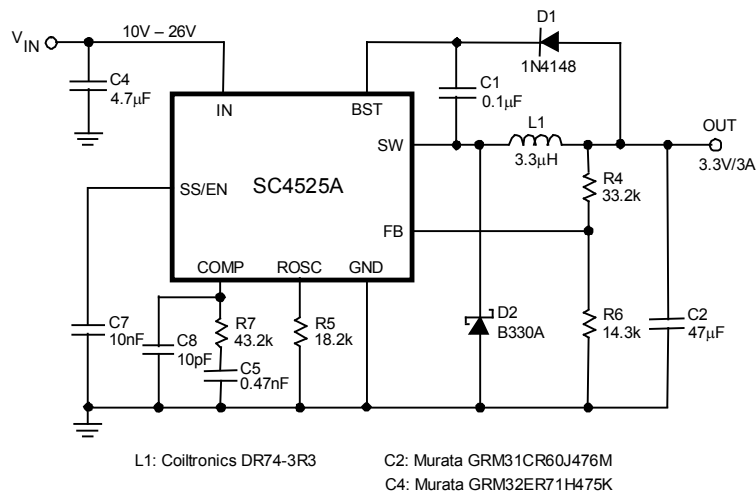 D1
V IN
10V – 26V
1N4148
C4
4.7µF
C1
0.1µF
IN
BST
L1
OUT
SW
3.3µH
3.3V/3A
R4
33.2k
SS/EN
SC4525A
FB
COMP
ROSC
GND
C7
10nF
C8
10pF
R7
43.2k
R5
18.2k
D2
B330A
R6
14.3k
C2
47µF
C5
0.47nF
L1: Coiltronics DR74-3R3
C2: Murata GRM31CR60J476M
C4: Murata GRM32ER71H475K